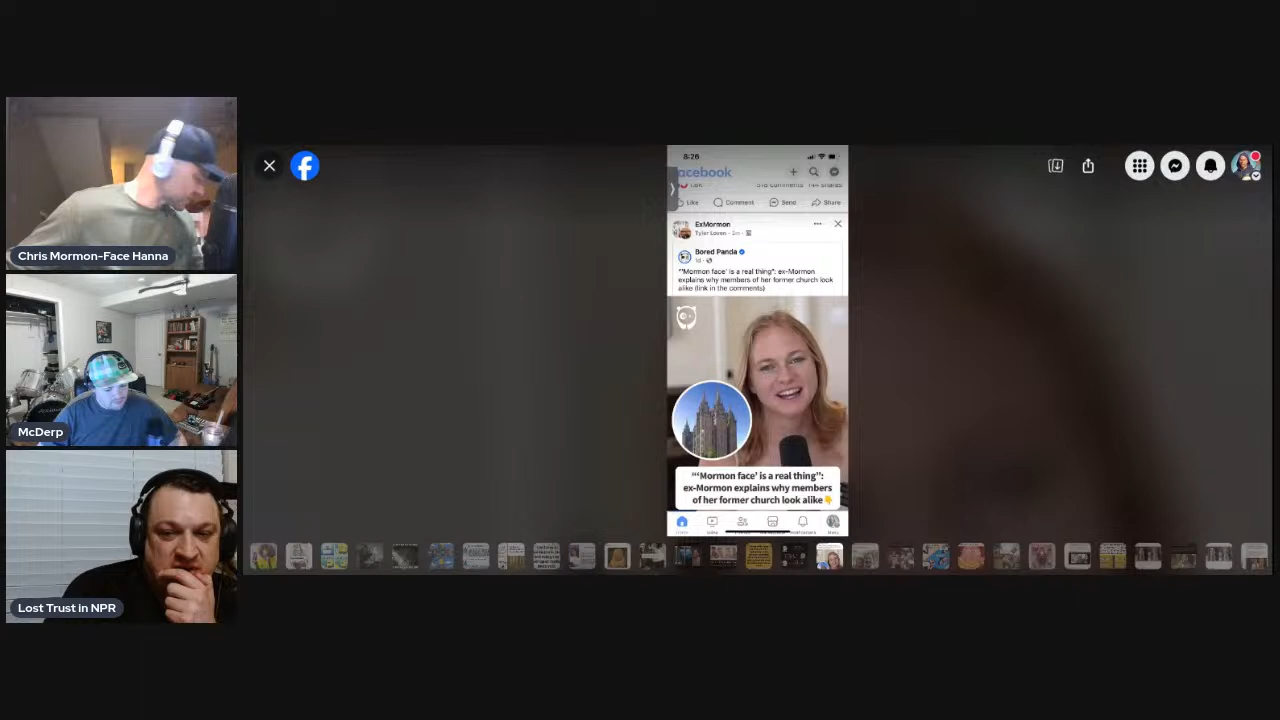 Chris Mormon-Face Hanna
McDerp
Lost Trust in NPR
8:26
acebook
Like
Comment
Send
Share
ExMormon
Bored Panda
1d
"'Mormon face' is a real thing": ex-Mormon
explains why members of her former church look
alike (link in the comments)
"'Mormon face' is a real thing":
ex-Mormon explains why members
of her former church look alike👇